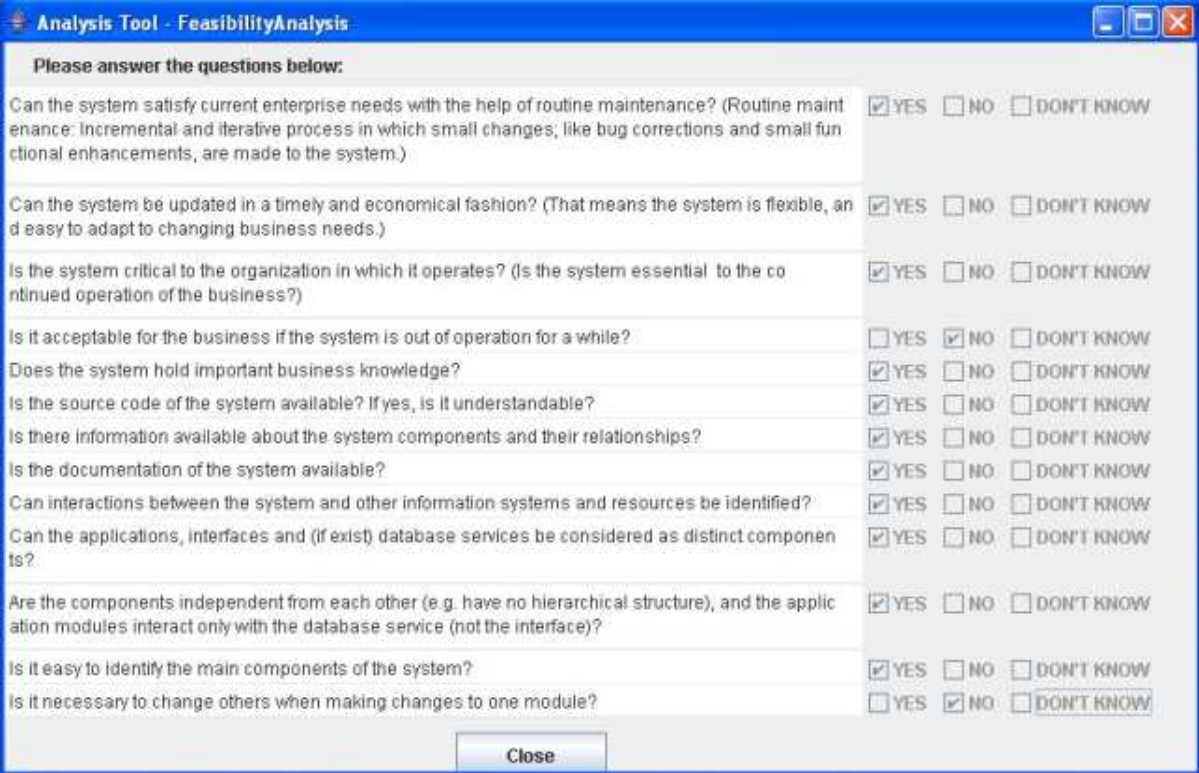 Analysis Tool - FeasibilityAnalysis
Please answer the questions below:
Can the system satisfy current enterprise needs with the help of routine maintenance? (Routine maint YES NO DON'T KNOW
enance: Incremental and iterative process in which small changes; like bug corrections and small fun
ctional enhancements, are made to the system.)
Can the system be updated in a timely and economical fashion? (That means the system is flexible, an YES NO DON'T KNOW
d easy to adapt to changing business needs.)
Is the system critical to the organization in which it operates? (Is the system essential to the co YES NO DON'T KNOW
ntinued operation of the business?)
Is it acceptable for the business if the system is out of operation for a while? YES NO DON'T KNOW
Does the system hold important business knowledge? YES NO DON'T KNOW
Is the source code of the system available? If yes, is it understandable? YES NO DON'T KNOW
Is there information available about the system components and their relationships? YES NO DON'T KNOW
Is the documentation of the system available? YES NO DON'T KNOW
Can interactions between the system and other information systems and resources be identified? YES NO DON'T KNOW
Can the applications, interfaces and (if exist) database services be considered as distinct componen YES NO DON'T KNOW
ts?
Are the components independent from each other (e.g. have no hierarchical structure), and the applic YES NO DON'T KNOW
ation modules interact only with the database service (not the interface)?
Is it easy to identify the main components of the system? YES NO DON'T KNOW
Is it necessary to change others when making changes to one module? YES NO DON'T KNOW
Close